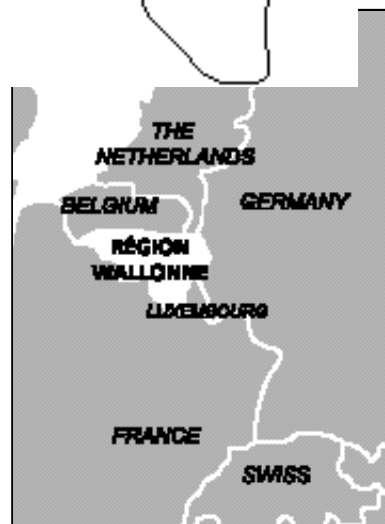 THE
NETHERLANDS
BELGIUM
GERMANY
RÉGION
WALLONNE
LUXEMBOURG
FRANCE
SWISS